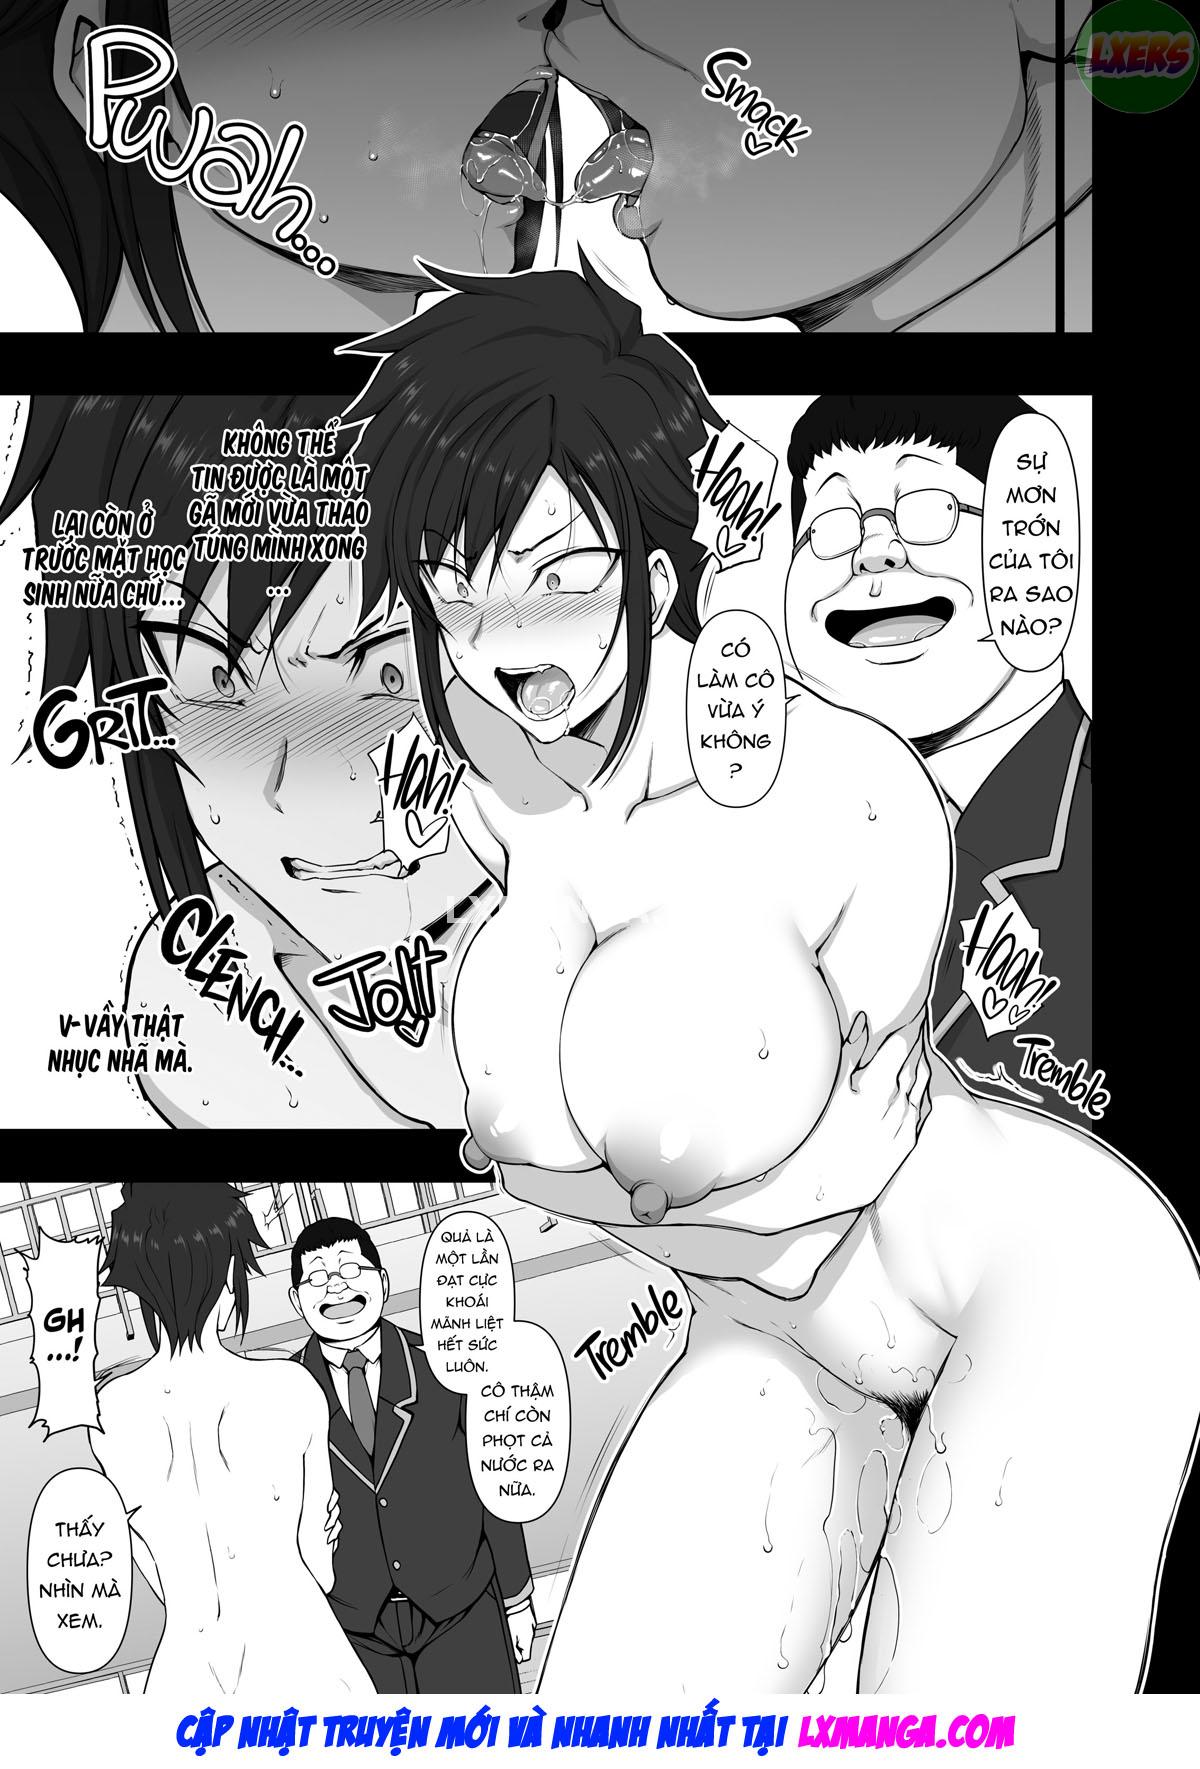 LXERS
PWAH...
SMACK
SỰ
MƠN
TRỚN
CỦA TÔI
RA SAO
NÀO?
HAAH!
KHÔNG THỂ
TIN ĐƯỢC LÀ MỘT
GÃ MỚI VỪA THAO
TÚNG MÌNH XONG
...
LẠI CÒN Ở
TRƯỚC MẶT HỌC
SINH NỮA CHỨ...
CÓ
LÀM CÔ
VỪA Ý
KHÔNG
?
GRIT...
HAH!
CLENCH...
JOLT
HAAH!
TREMBLE
V-VẦY THẬT
NHỤC NHÃ MÀ.
QUẢ LÀ
MỘT LẦN
ĐẠT CỰC
KHOÁI
MÃNH LIỆT
HẾT SỨC
LUÔN.
GH
...!
TREMBLE
CÔ THẬM
CHÍ CÒN
PHỌT CẢ
NƯỚC RA
NỮA.
THẤY
CHƯA?
NHÌN MÀ
XEM.
CẬP NHẬT TRUYỆN MỚI VÀ NHANH NHẤT TẠI LXMANGA.COM